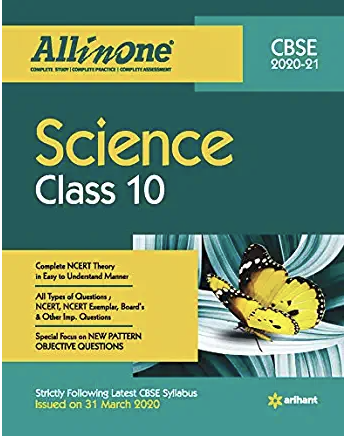 All in One®
CBSE
2020-21
COMPLETE STUDY | COMPLETE PRACTICE | COMPLETE ASSESSMENT
Science
Class 10
Complete NCERT Theory
in Easy to Understand Manner
All Types of Questions ;
NCERT, NCERT Exemplar, Board's
& Other Imp. Questions
Special Focus on NEW PATTERN
OBJECTIVE QUESTIONS
Strictly Following Latest CBSE Syllabus
Issued on 31 March 2020
arihant